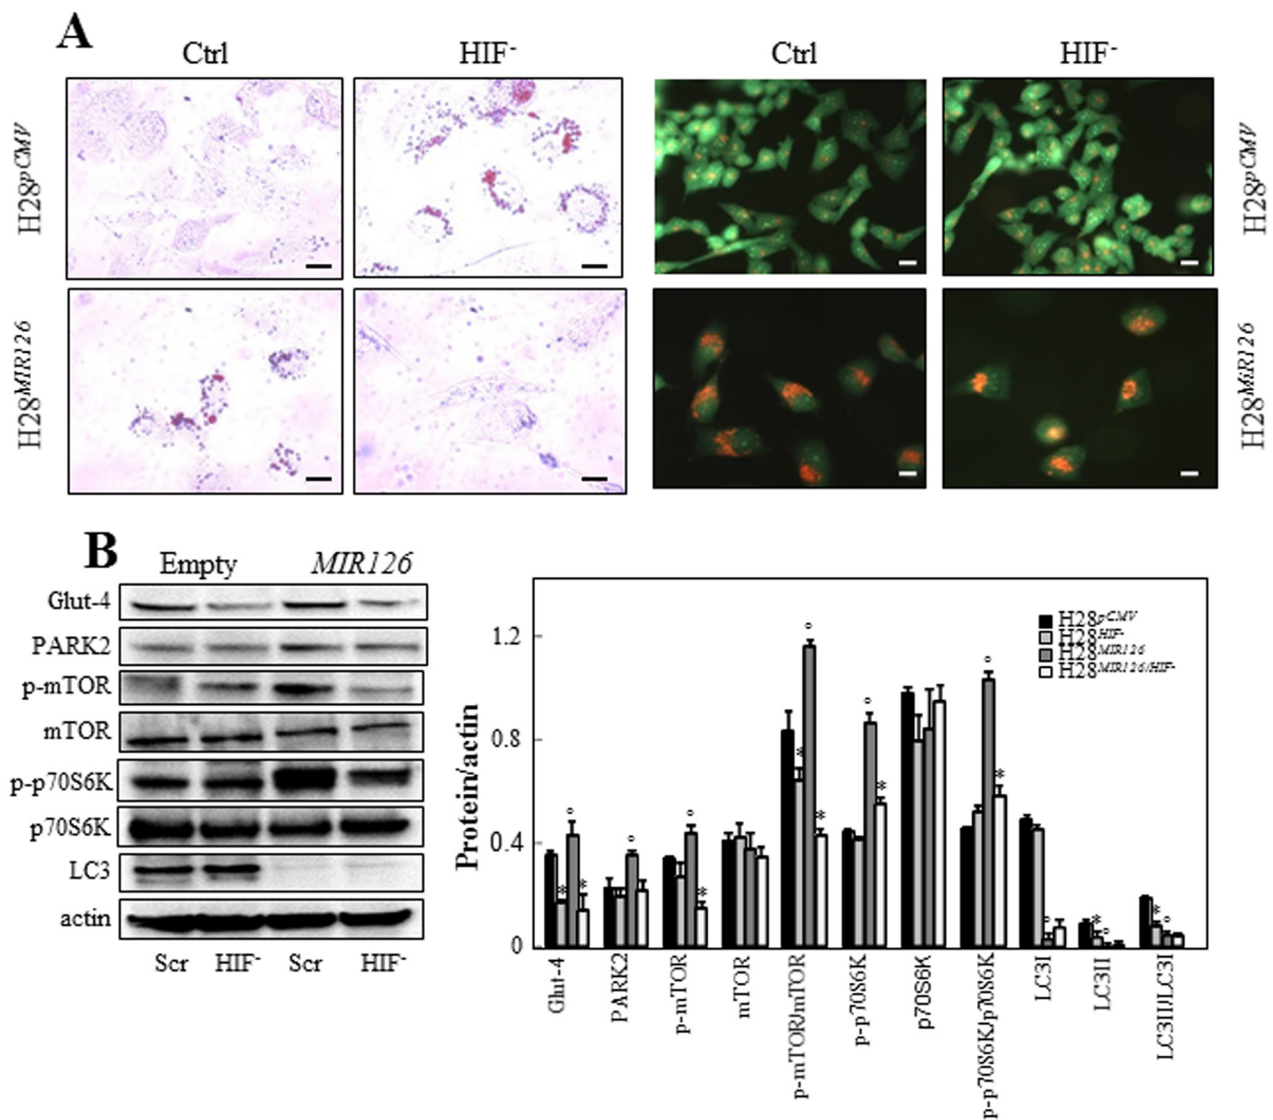 A
Ctrl
HIF-
Ctrl
HIF-
H28pCMV
H28pCMV
H28MIR126
H28MIR126
B
Empty
MIR126
Glut-4
PARK2
p-mTOR
mTOR
p-p70S6K
p70S6K
LC3
actin
Scr
HIF-
Scr
HIF-
Protein/actin
1.2
0.8
0.4
0
H28pCMV
H28HIF-
H28MIR126
H28MIR126/HIF-
Glut-4
PARK2
p-mTOR
mTOR
p-mTOR/mTOR
p-p70S6K
p70S6K
p-p70S6K/p70S6K
LC3I
LC3II
LC3II/LC3I